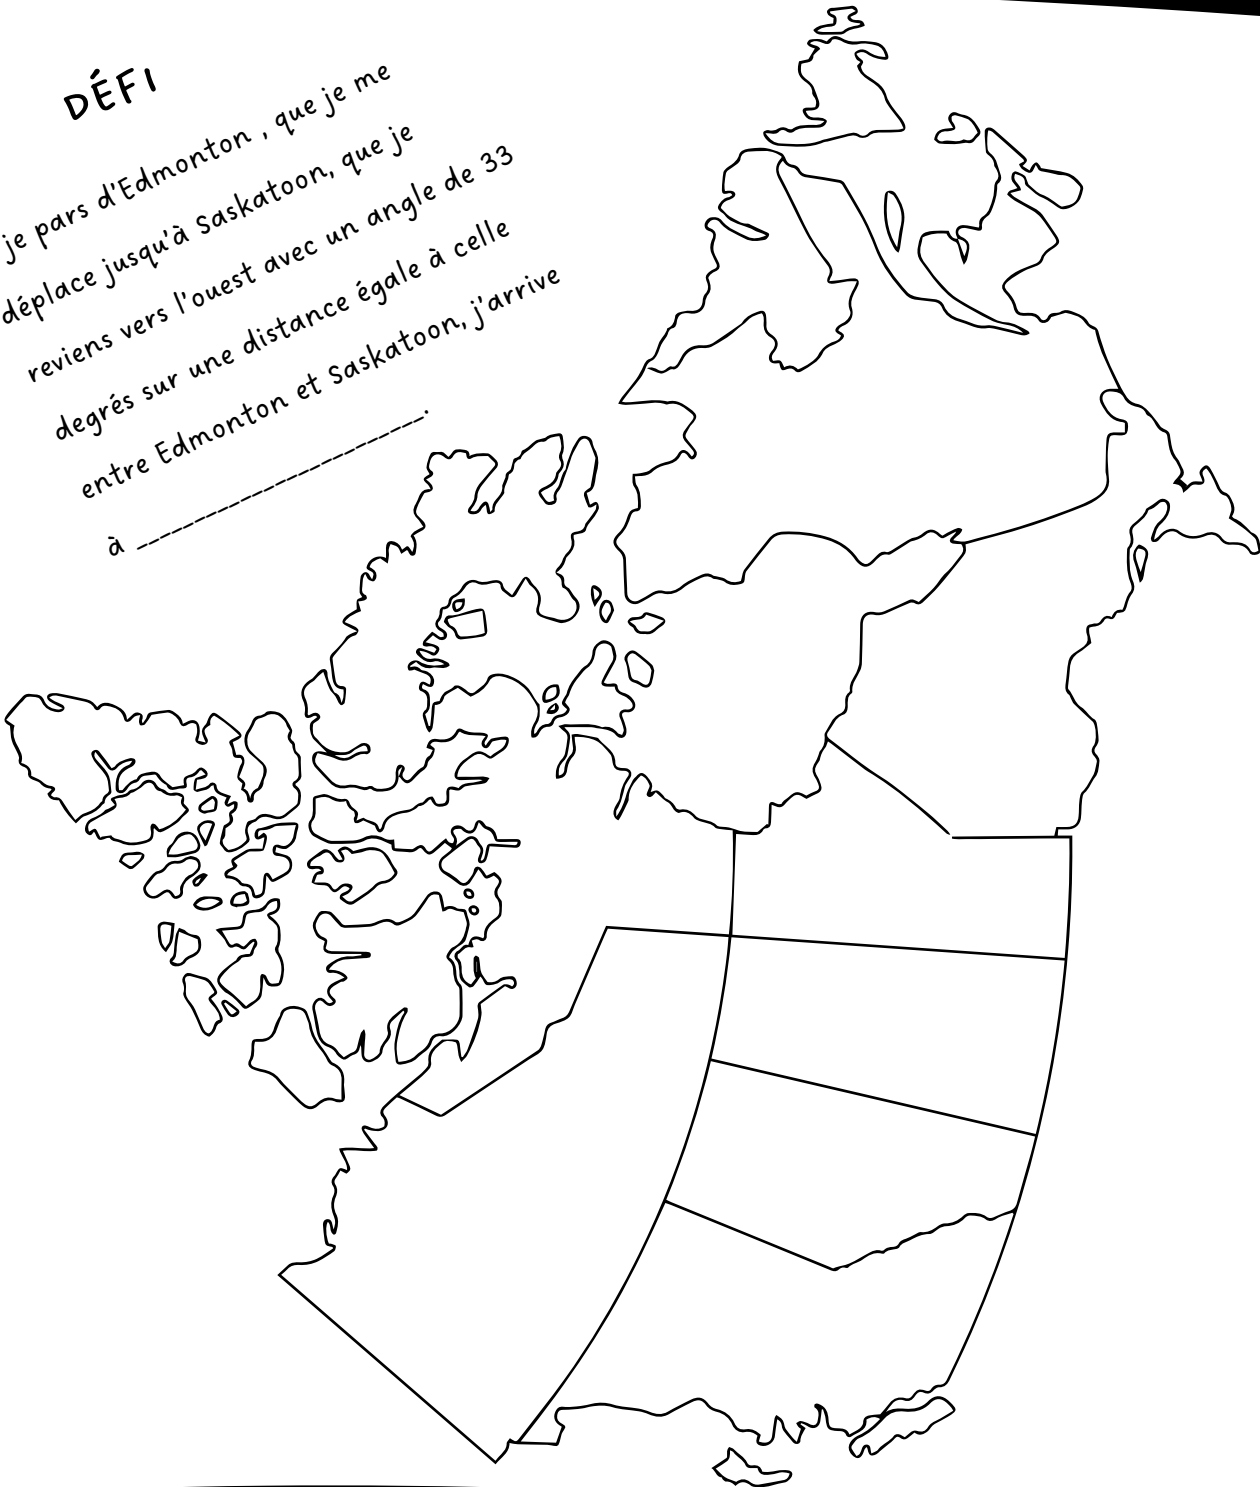 DÉFI
je pars d'Edmonton , que je me
déplace jusqu'à Saskatoon, que je
reviens vers l'ouest avec un angle de 33
degrés sur une distance égale à celle
entre Edmonton et Saskatoon, j'arrive
à _______________.